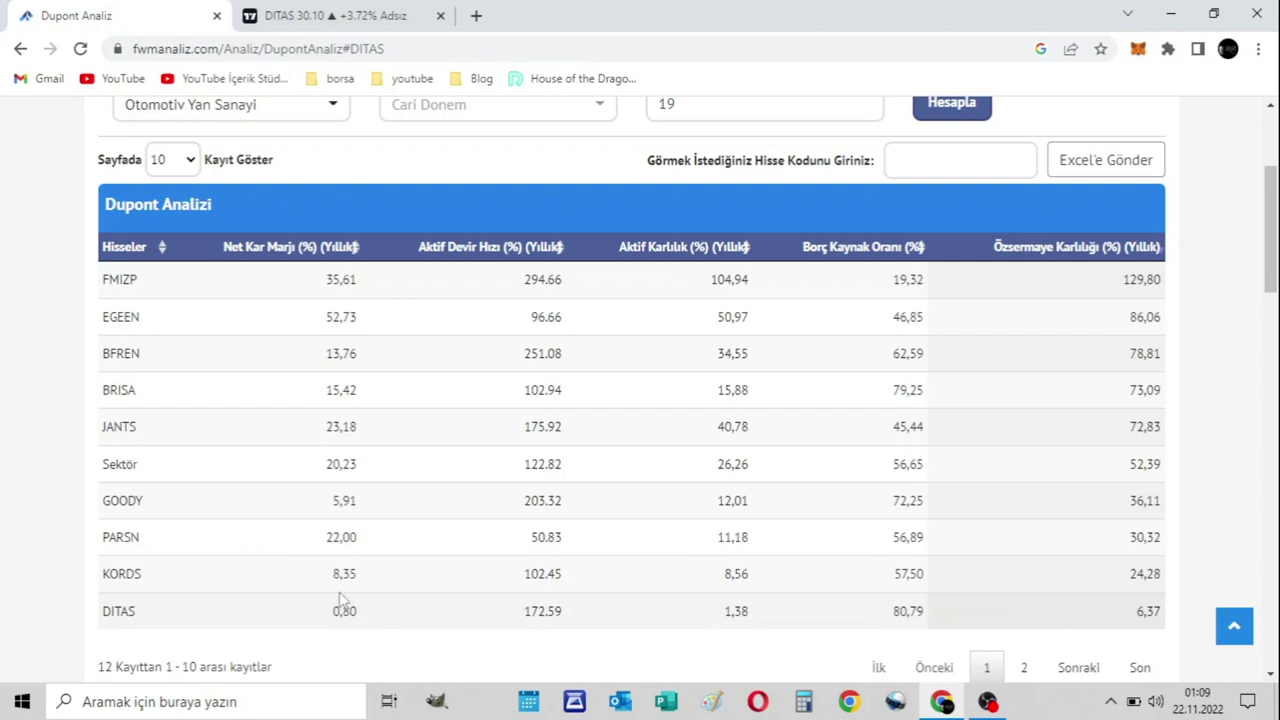 Dupont Analiz
DITAS 30.10 ▲ +3.72% Adsız
fwmanaliz.com/Analiz/DupontAnaliz#DITAS
Gmail YouTube YouTube İçerik Stüd... borsa youtube Blog House of the Drago...
Otomotiv Yan Sanayi Cari Donem 19 Hesapla
Sayfada 10 Kayıt Göster Görmek İstediğiniz Hisse Kodunu Giriniz: Excel'e Gönder
Dupont Analizi
Hisseler Net Kar Marjı (%) (Yıllık) Aktif Devir Hızı (%) (Yıllık) Aktif Karlılık (%) (Yıllık) Borç Kaynak Oranı (%) Özsermaye Karlılığı (%) (Yıllık)
FMIZP 35,61 294.66 104,94 19,32 129,80
EGEEN 52,73 96.66 50,97 46,85 86,06
BFREN 13,76 251.08 34,55 62,59 78,81
BRISA 15,42 102.94 15,88 79,25 73,09
JANTS 23,18 175.92 40,78 45,44 72,83
Sektör 20,23 122.82 26,26 56,65 52,39
GOODY 5,91 203.32 12,01 72,25 36,11
PARSN 22,00 50.83 11,18 56,89 30,32
KORDS 8,35 102.45 8,56 57,50 24,28
DITAS 0,80 172.59 1,38 80,79 6,37
12 Kayıttan 1 - 10 arası kayıtlar İlk Önceki 1 2 Sonraki Son
Aramak için buraya yazın
01:09
22.11.2022